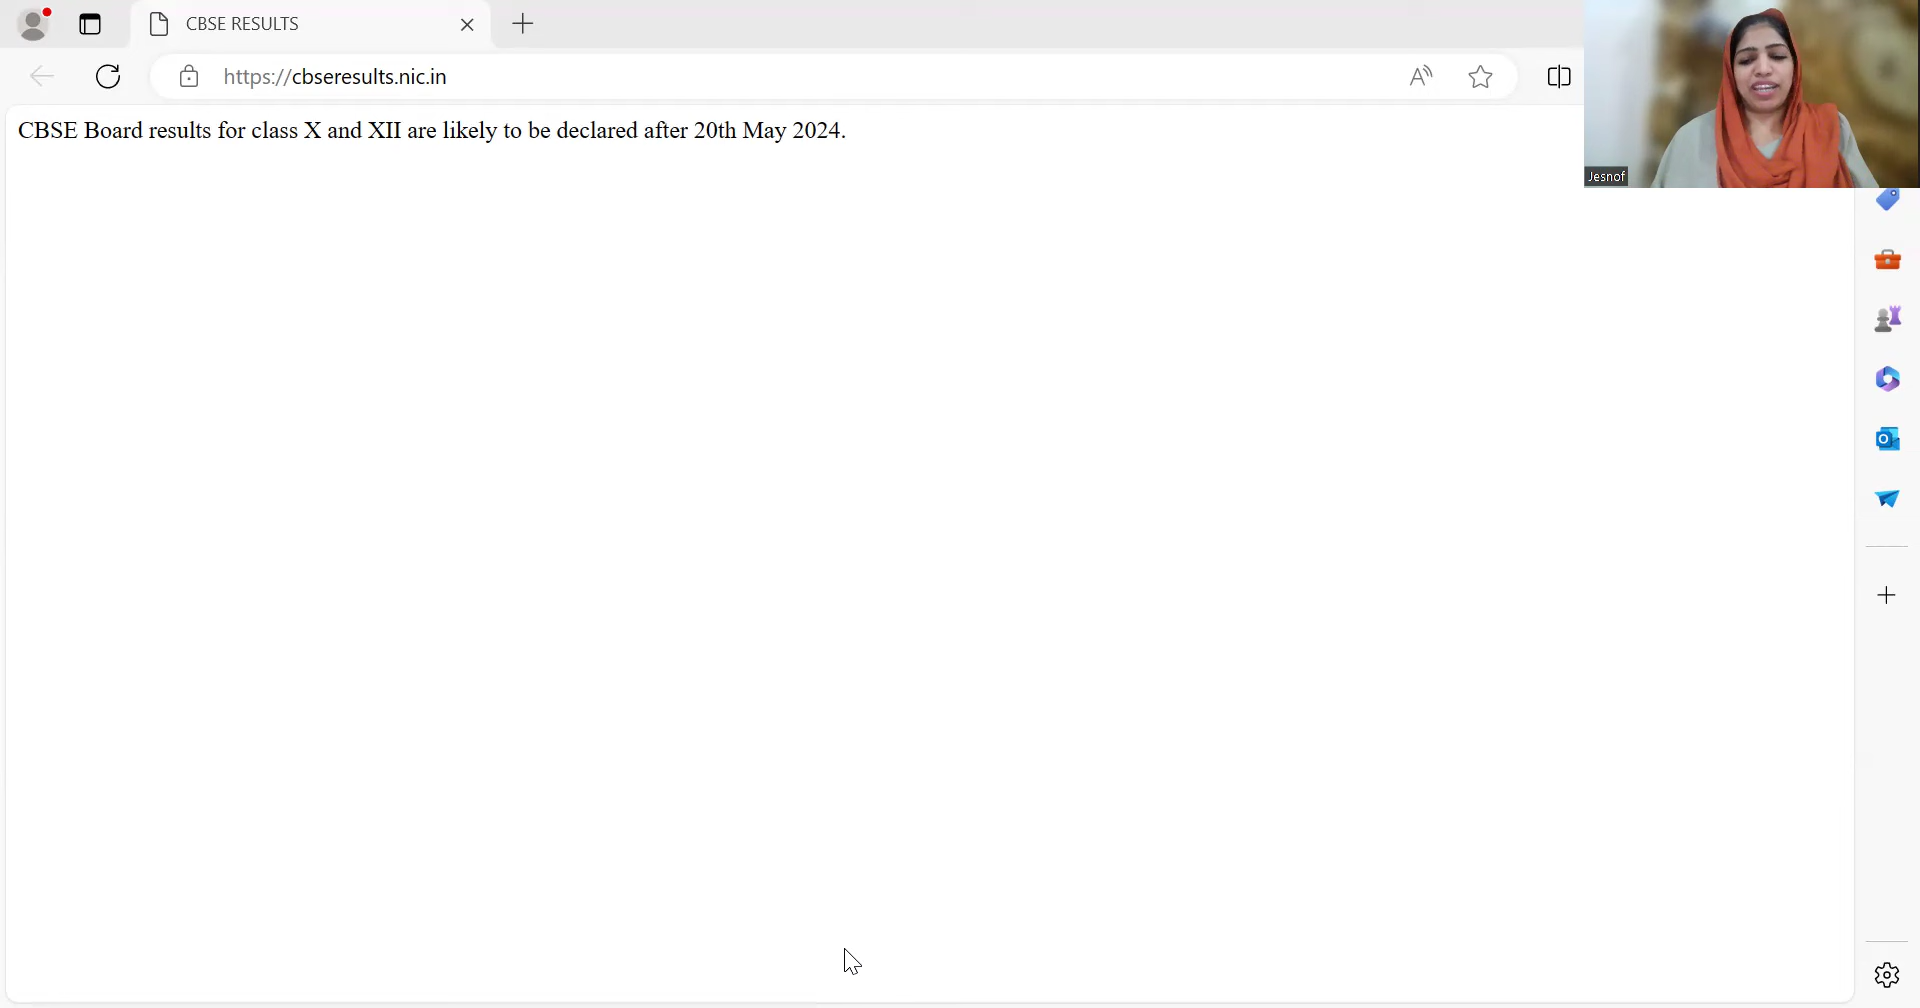 CBSE RESULTS
https://cbseresults.nic.in
CBSE Board results for class X and XII are likely to be declared after 20th May 2024.
Jesnof